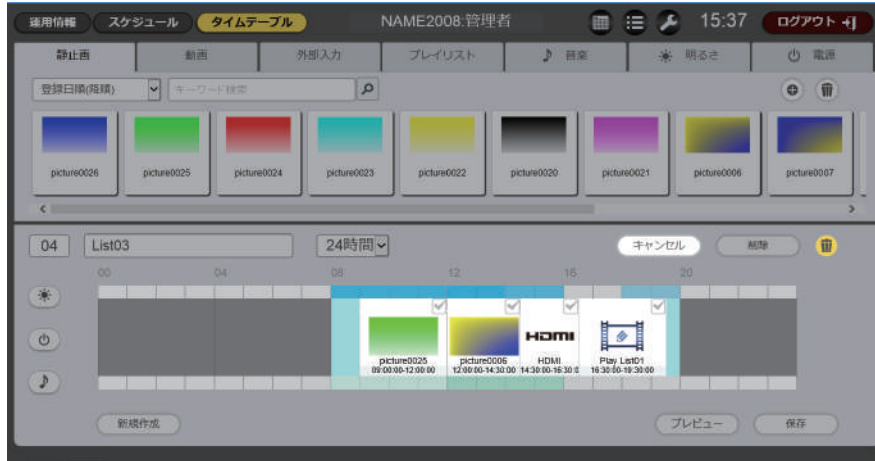 運用情報 スケジュール タイムテーブル NAME2008:管理者 15:37 ログアウト
静止画 動画 外部入力 プレイリスト 音楽 明るさ 電源
登録日順(降順) キーワード検索
picture0026 picture0025 picture0024 picture0023 picture0022 picture0020 picture0021 picture0006 picture0007
04 List03 24時間 キャンセル 削除
00 04 08 12 16 20
HDMI
picture0025 picture0006 HDMI Play List01
09:00:00-12:00:00 12:00:00-14:30:00 14:30:00-16:30:0 16:30:00-19:30:00
新規作成 プレビュー 保存